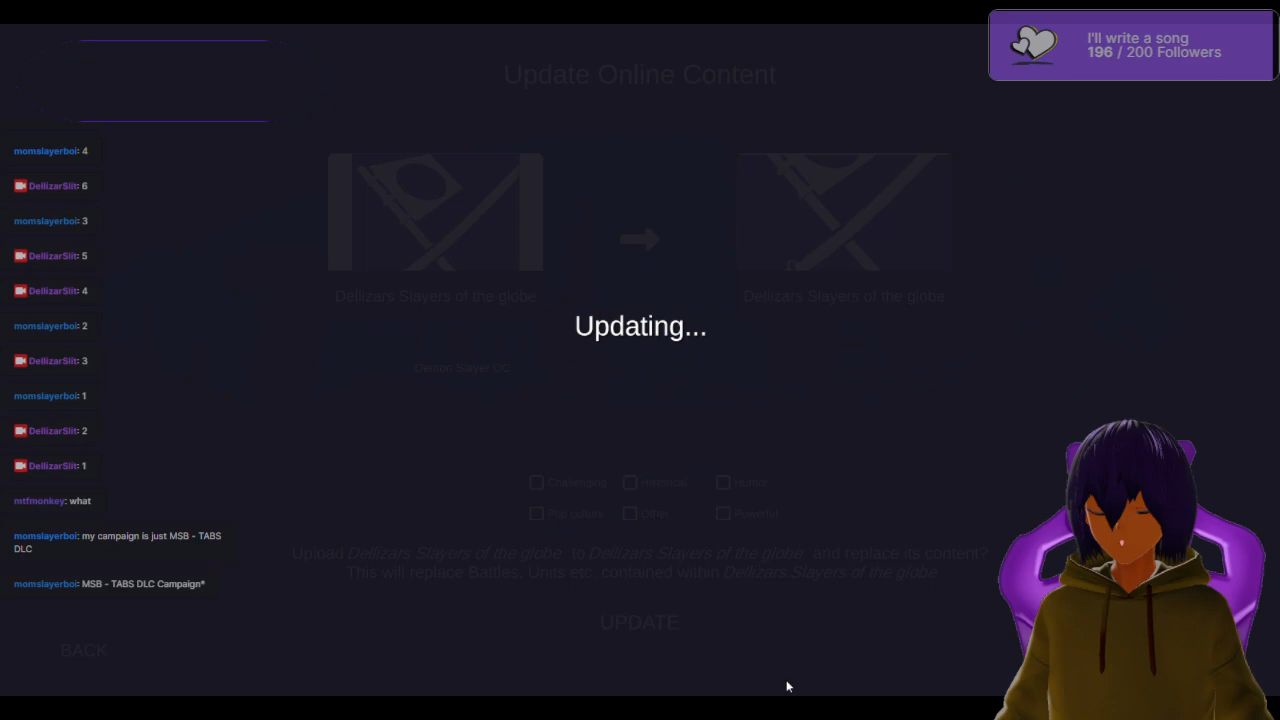 I'll write a song
196 / 200 Followers
Update Online Content
momslayerboi: 4
DellizarSlit: 6
momslayerboi: 3
DellizarSlit: 5
DellizarSlit: 4
momslayerboi: 2
DellizarSlit: 3
momslayerboi: 1
DellizarSlit: 2
DellizarSlit: 1
mtfmonkey: what
momslayerboi: my campaign is just MSB - TABS
DLC
momslayerboi: MSB - TABS DLC Campaign*
Dellizars Slayers of the globe
Dellizars Slayers of the globe
Updating...
Demon Slayer OC
Challenging
Historical
Humor
Pop culture
Other
Powerful
Upload Dellizars Slayers of the globe to Dellizars Slayers of the globe and replace its content?
This will replace Battles, Units etc. contained within Dellizars Slayers of the globe
UPDATE
BACK